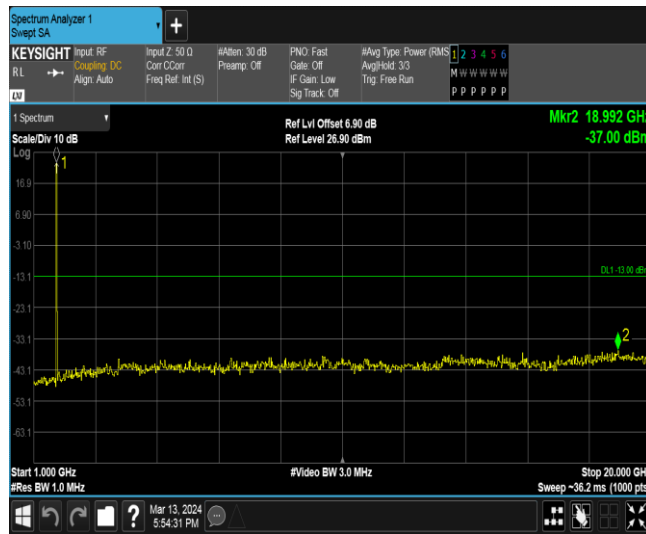 Spectrum Analyzer 1
Swept SA
+
KEYSIGHT Input: RF Input Z: 50 Ω #Atten: 30 dB PNO: Fast #Avg Type: Power (RMS 1 2 3 4 5 6
RL Coupling: DC Corr CCorr Preamp: Off Gate: Off Avg|Hold: 3/3 M W W W W W
Align: Auto Freq Ref: Int (S) IF Gain: Low Trig: Free Run
Sig Track: Off P P P P P P
LXI
1 Spectrum Ref Lvl Offset 6.90 dB Mkr2 18.992 GHz
Scale/Div 10 dB Ref Level 26.90 dBm -37.00 dBm
Log
1
16.9
6.90
-3.10
-13.1 DL1 -13.00 dBm
-23.1
-33.1 2
-43.1
-53.1
-63.1
Start 1.000 GHz #Video BW 3.0 MHz Stop 20.000 GH
#Res BW 1.0 MHz Sweep ~36.2 ms (1000 pts
? Mar 13, 2024
5:54:31 PM